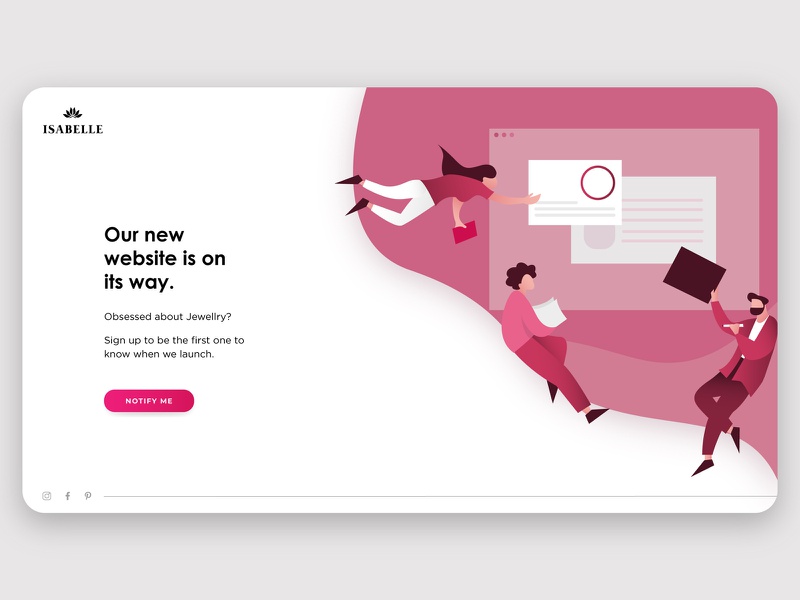 ISABELLE
Our new
website is on
its way.
Obsessed about Jewellry?
Sign up to be the first one to
know when we launch.
NOTIFY ME